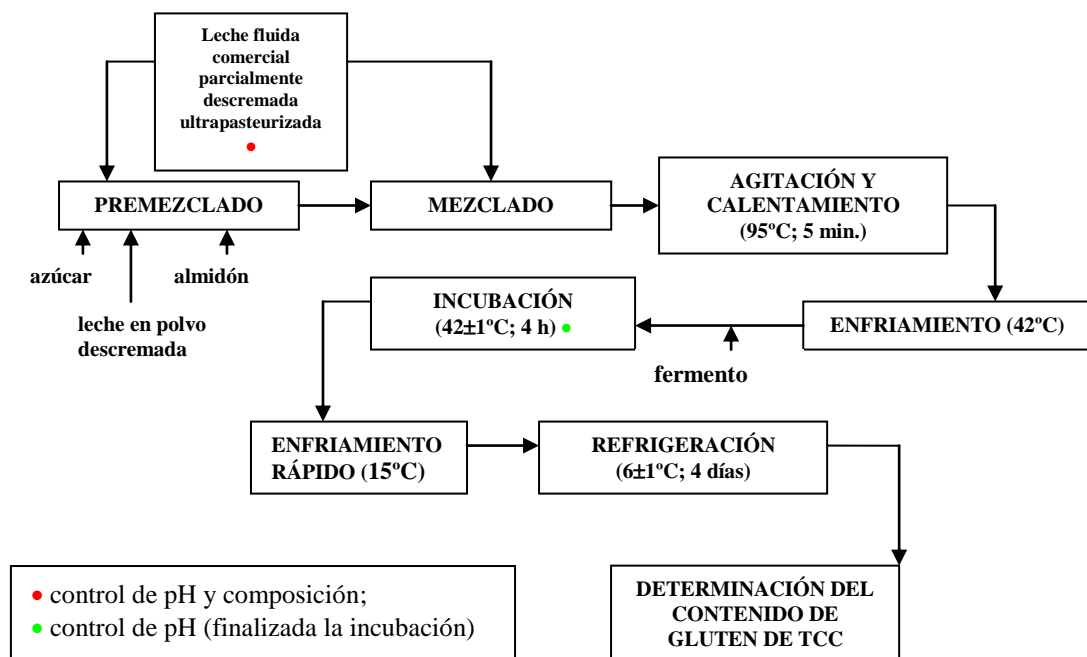 Leche fluida
comercial
parcialmente
descremada
ultrapasteurizada
PREMEZCLADO
MEZCLADO
AGITACIÓN Y
CALENTAMIENTO
(95ºC; 5 min.)
azúcar
almidón
leche en polvo
descremada
INCUBACIÓN
(42±1ºC; 4 h)
ENFRIAMIENTO (42ºC)
fermento
ENFRIAMIENTO
RÁPIDO (15ºC)
REFRIGERACIÓN
(6±1ºC; 4 días)
• control de pH y composición;
• control de pH (finalizada la incubación)
DETERMINACIÓN DEL
CONTENIDO DE
GLUTEN DE TCC